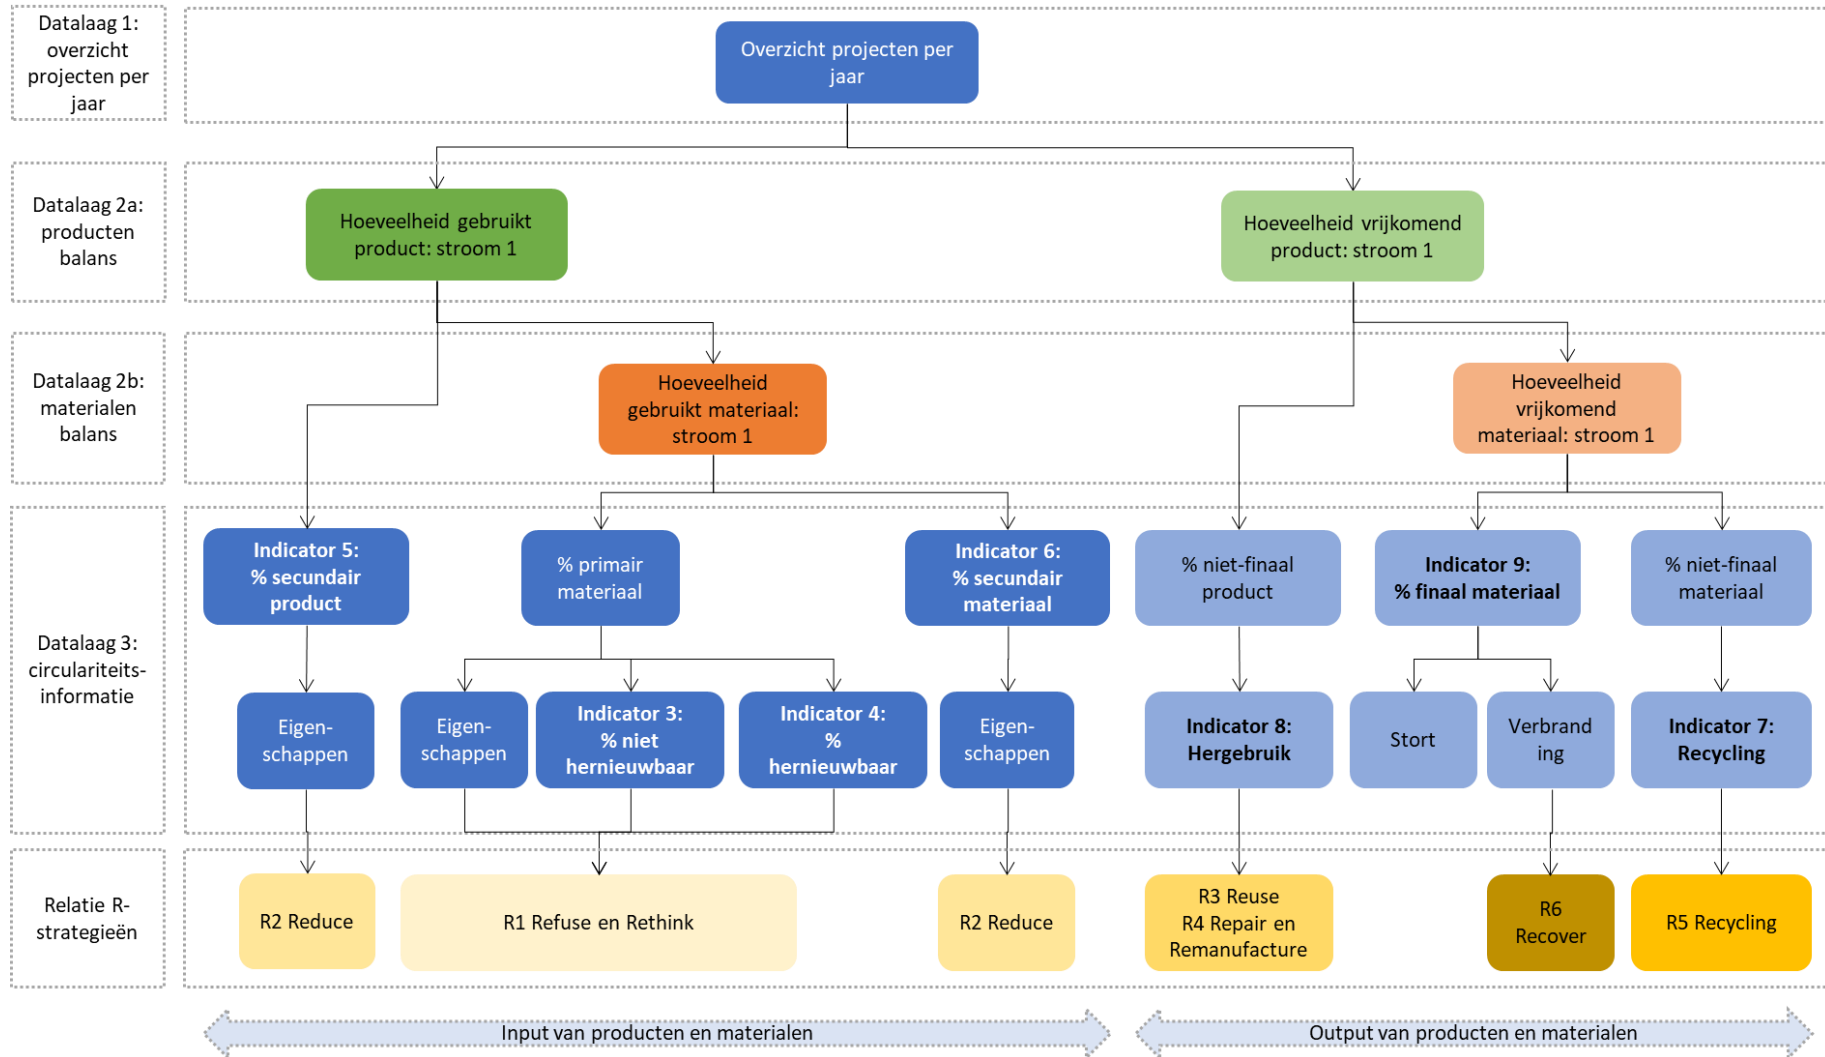 Datalaag 1:
overzicht
projecten per
jaar
Overzicht projecten per
jaar
Datalaag 2a:
producten
balans
Hoeveelheid gebruikt
product: stroom 1
Hoeveelheid vrijkomend
product: stroom 1
Datalaag 2b:
materialen
balans
Hoeveelheid
gebruikt materiaal:
stroom 1
Hoeveelheid
vrijkomend
materiaal: stroom 1
Datalaag 3:
circulariteits-
informatie
Indicator 5:
% secundair
product
% primair
materiaal
Indicator 6:
% secundair
materiaal
% niet-finaal
product
Indicator 9:
% finaal materiaal
% niet-finaal
materiaal
Eigen-
schappen
Eigen-
schappen
Indicator 3:
% niet
hernieuwbaar
Indicator 4:
%
hernieuwbaar
Eigen-
schappen
Indicator 8:
Hergebruik
Stort
Verbrand
ing
Indicator 7:
Recycling
Relatie R-
strategieën
R2 Reduce
R1 Refuse en Rethink
R2 Reduce
R3 Reuse
R4 Repair en
Remanufacture
R6
Recover
R5 Recycling
Input van producten en materialen
Output van producten en materialen